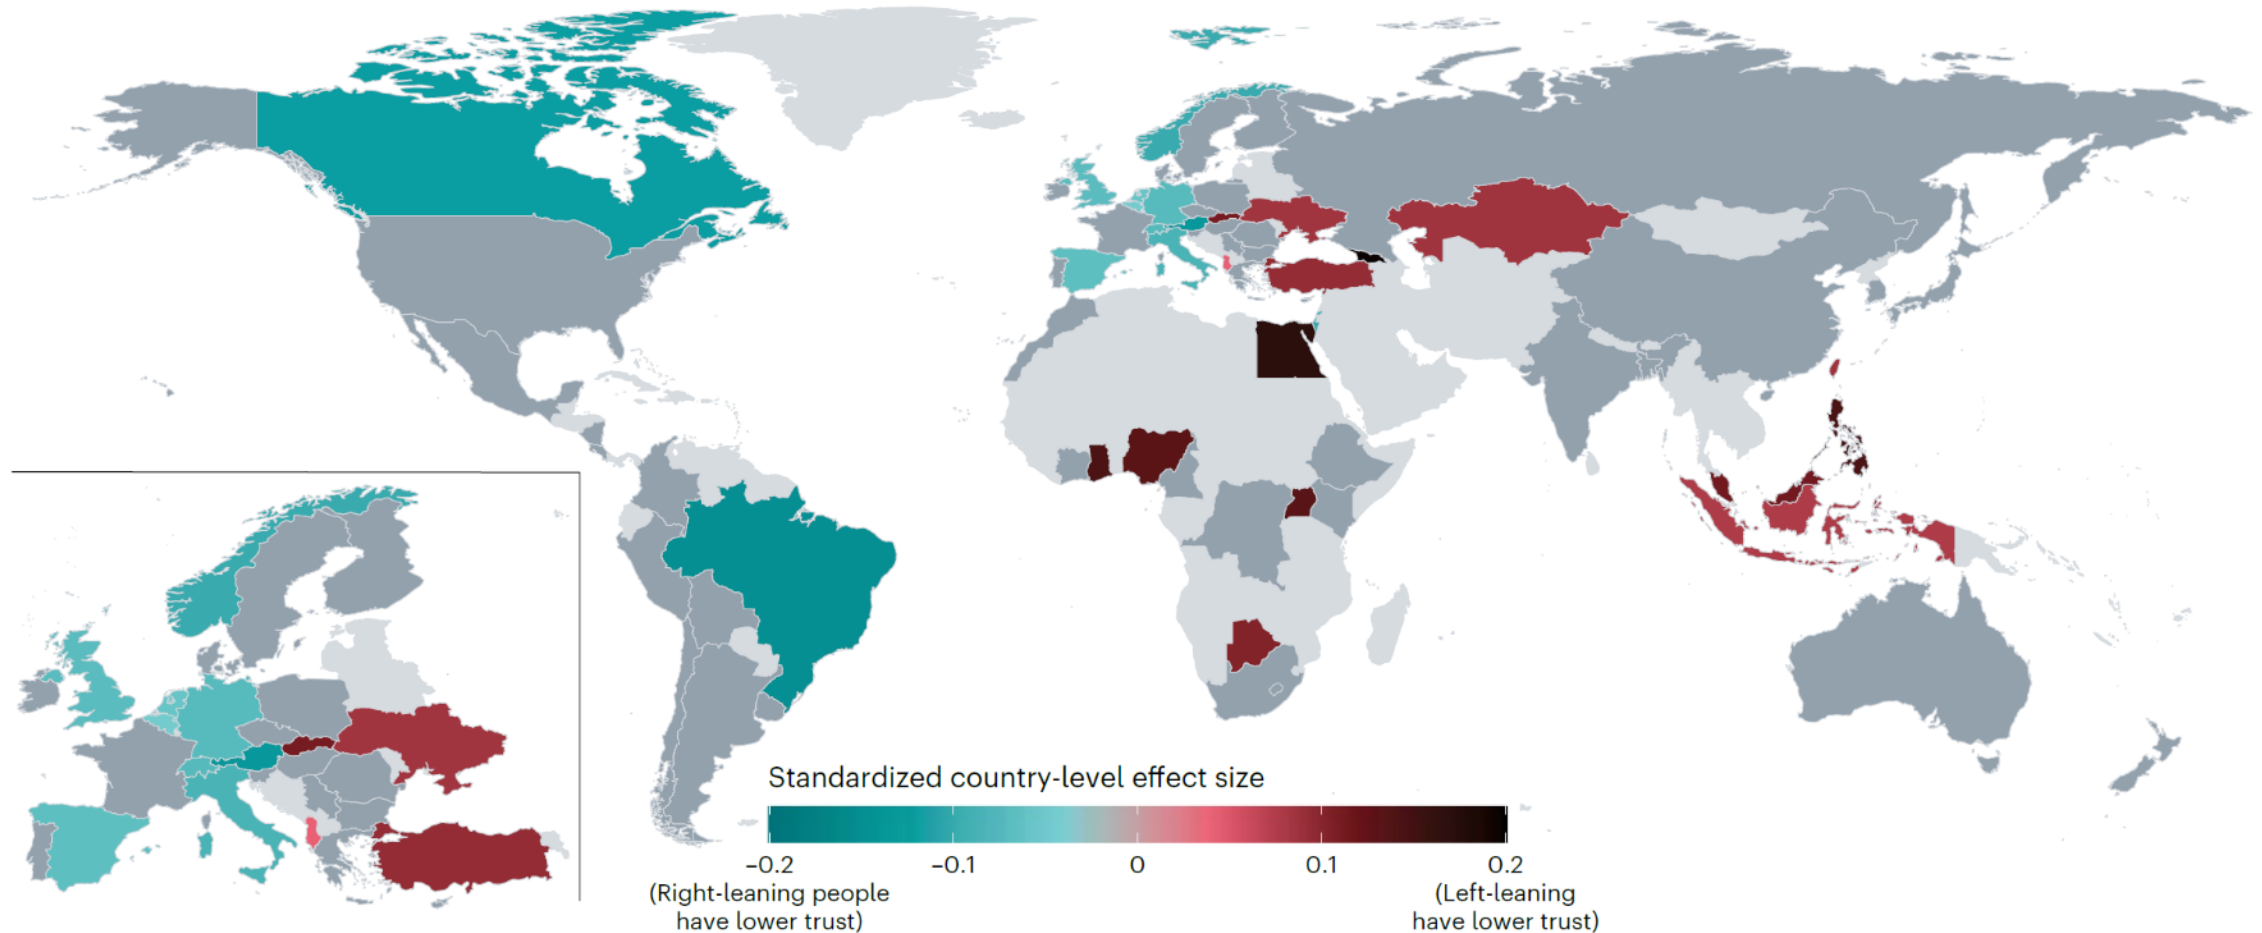 Standardized country-level effect size
−0.2 −0.1 0 0.1 0.2
(Right-leaning people
have lower trust)
(Left-leaning
have lower trust)